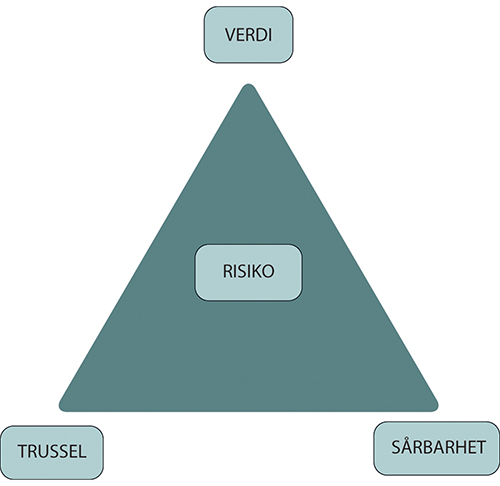 VERDI
RISIKO
TRUSSEL
SÅRBARHET